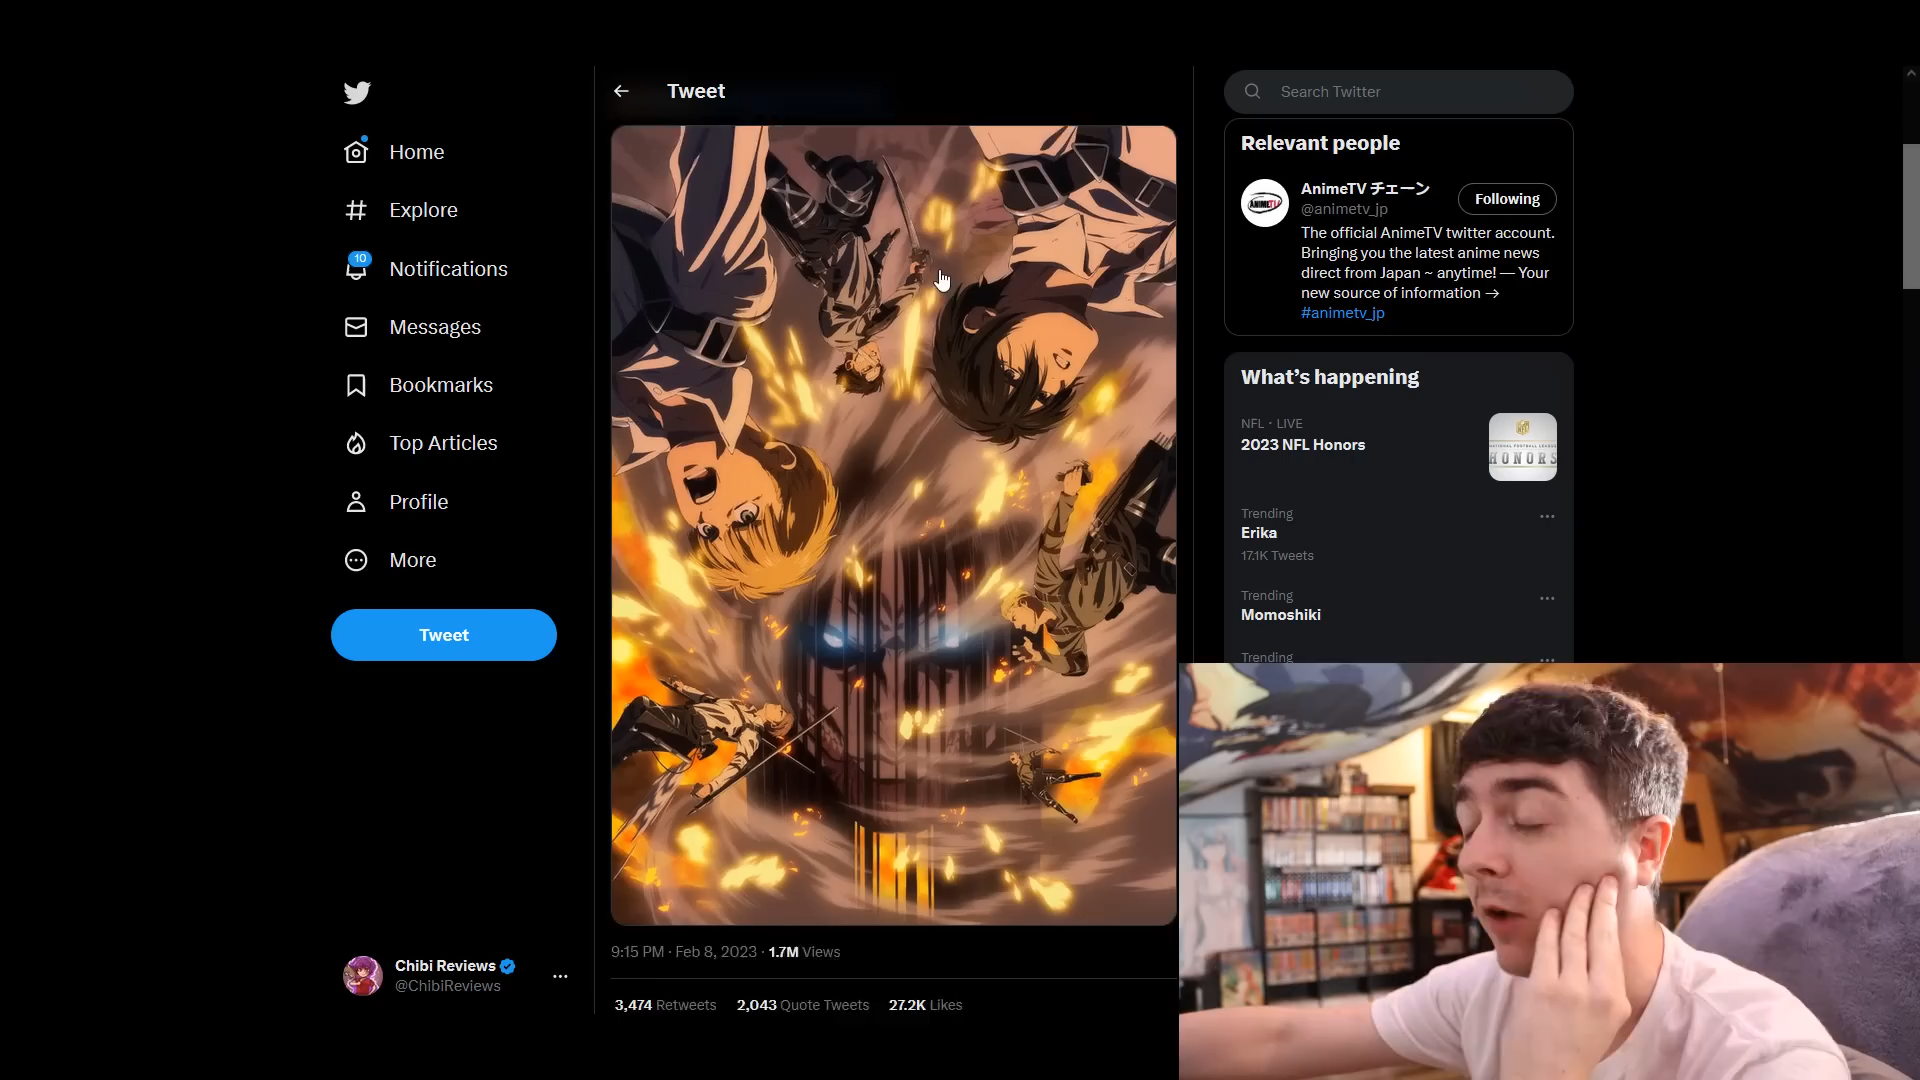 Home
Explore
10
Notifications
Messages
Bookmarks
Top Articles
Profile
More
Tweet
Chibi Reviews
@ChibiReviews
Tweet
9:15 PM · Feb 8, 2023 · 1.7M Views
3,474 Retweets 2,043 Quote Tweets 27.2K Likes
Search Twitter
Relevant people
ANIMETV
AnimeTV チェーン
@animetv_jp
Following
The official AnimeTV twitter account.
Bringing you the latest anime news
direct from Japan ~ anytime! — Your
new source of information →
#animetv_jp
What's happening
NFL · LIVE
2023 NFL Honors
NATIONAL FOOTBALL LEAGUE
HONORS
Trending
Erika
17.1K Tweets
Trending
Momoshiki
Trending